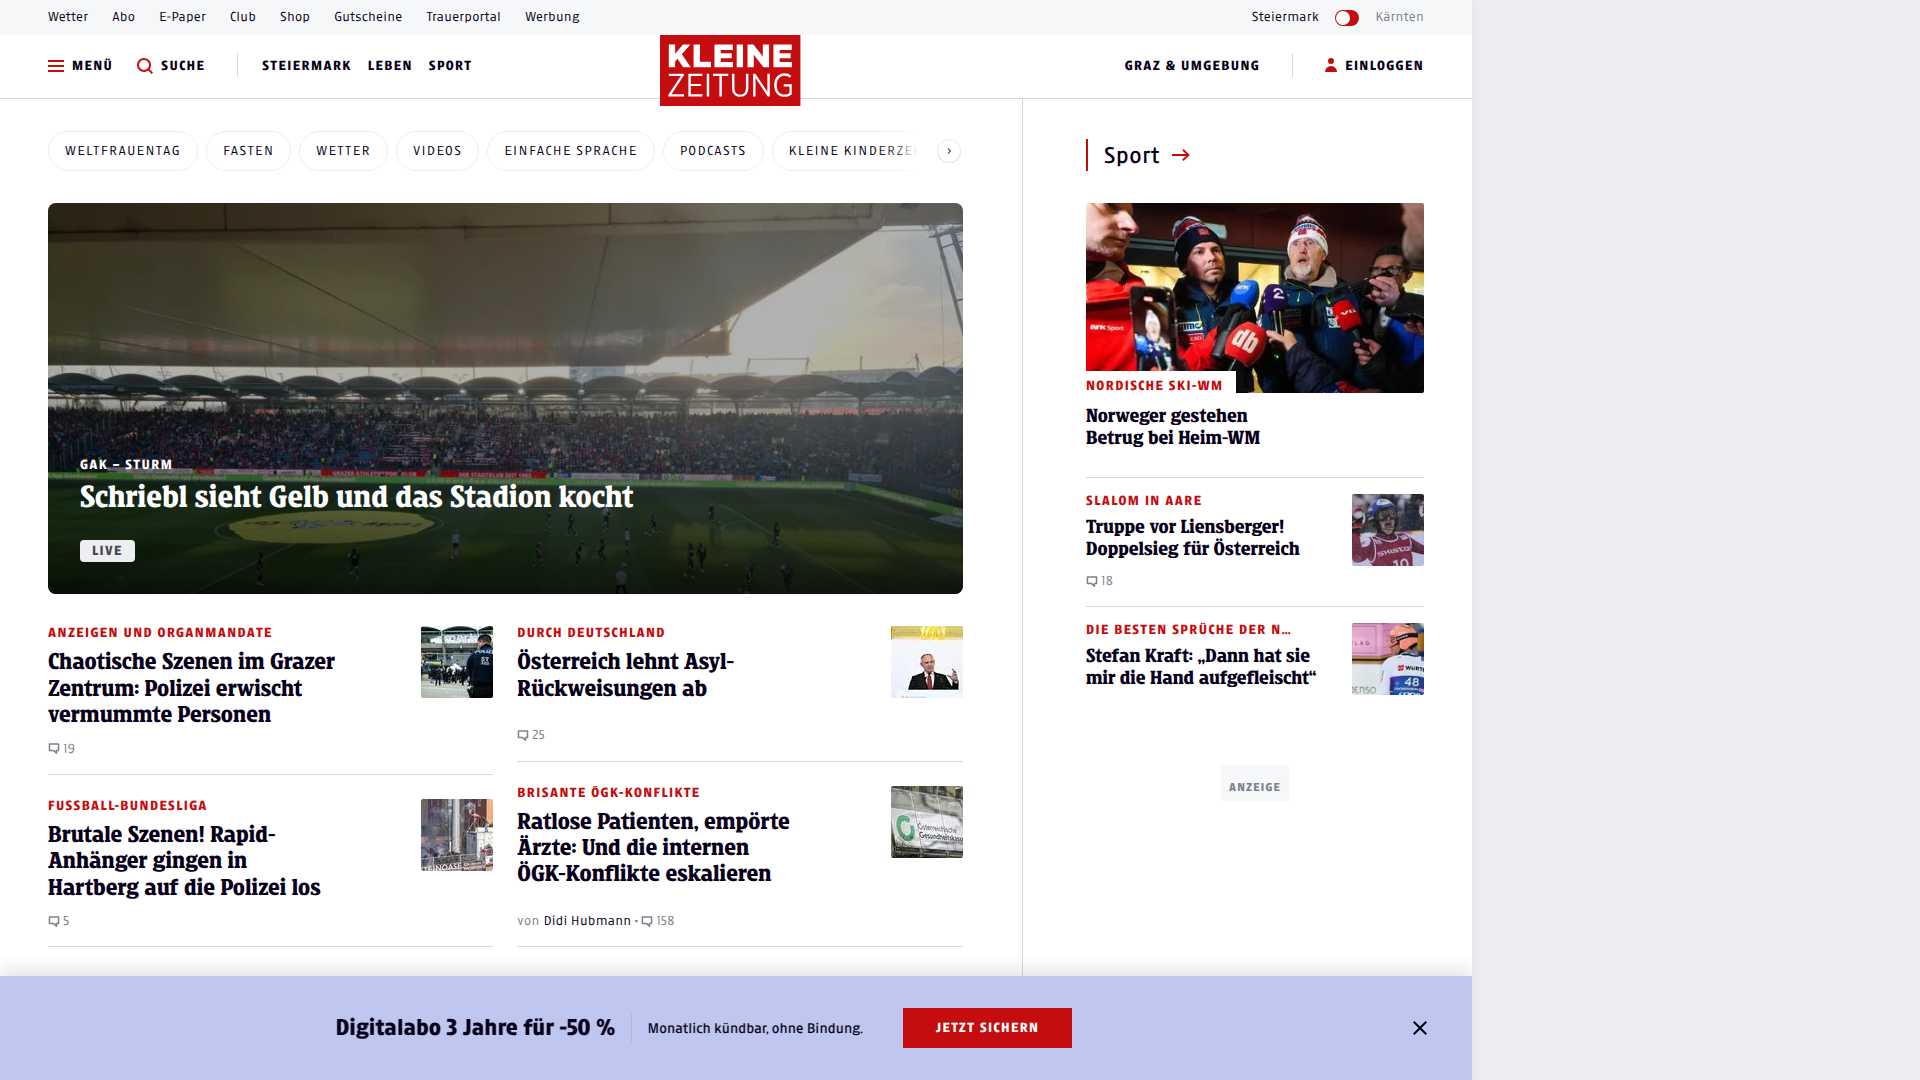 Wetter Abo E-Paper Club Shop Gutscheine Trauerportal Werbung Steiermark Kärnten
MENÜ SUCHE STEIERMARK LEBEN SPORT KLEINE ZEITUNG GRAZ & UMGEBUNG EINLOGGEN
WELTFRAUENTAG FASTEN WETTER VIDEOS EINFACHE SPRACHE PODCASTS KLEINE KINDERZEI
GAK – STURM
Schriebl sieht Gelb und das Stadion kocht
LIVE
ANZEIGEN UND ORGANMANDATE
Chaotische Szenen im Grazer
Zentrum: Polizei erwischt
vermummte Personen
19
FUSSBALL-BUNDESLIGA
Brutale Szenen! Rapid-
Anhänger gingen in
Hartberg auf die Polizei los
5
DURCH DEUTSCHLAND
Österreich lehnt Asyl-
Rückweisungen ab
25
BRISANTE ÖGK-KONFLIKTE
Ratlose Patienten, empörte
Ärzte: Und die internen
ÖGK-Konflikte eskalieren
von Didi Hubmann • 158
Sport
NORDISCHE SKI-WM
Norweger gestehen
Betrug bei Heim-WM
SLALOM IN AARE
Truppe vor Liensberger!
Doppelsieg für Österreich
18
DIE BESTEN SPRÜCHE DER N...
Stefan Kraft: „Dann hat sie
mir die Hand aufgefleischt“
ANZEIGE
Digitalabo 3 Jahre für -50 % Monatlich kündbar, ohne Bindung. JETZT SICHERN